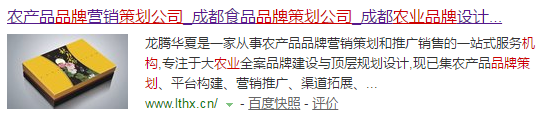 农产品品牌营销策划公司_成都食品品牌策划公司_成都农业品牌设计...
龙腾华夏是一家从事农产品品牌营销策划和推广销售的一站式服务机
构,专注于大农业全案品牌建设与顶层规划设计,现已集农产品品牌策
划、平台构建、营销推广、渠道拓展、...
www.lthx.cn/ - 百度快照 - 评价